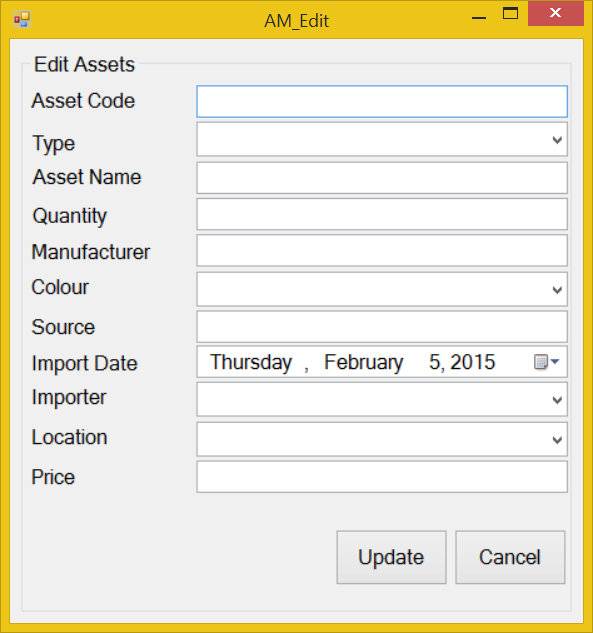 AM_Edit
Edit Assets
Asset Code
Type
Asset Name
Quantity
Manufacturer
Colour
Source
Import Date Thursday , February 5, 2015
Importer
Location
Price
Update Cancel